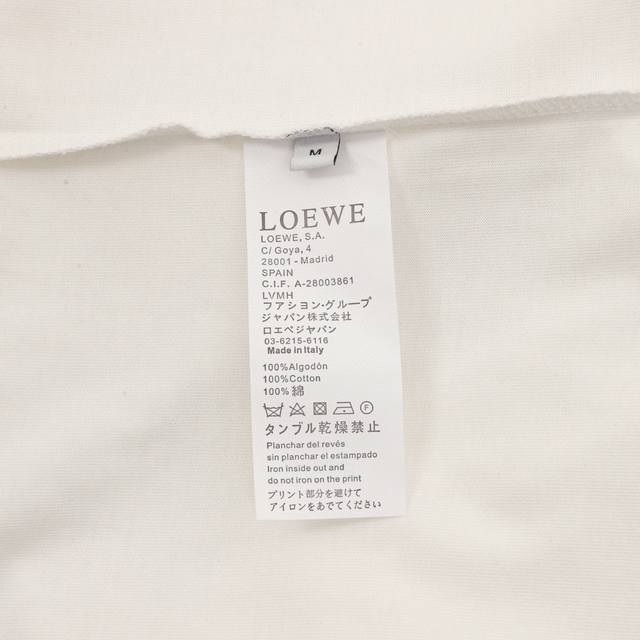 M
LOEWE
LOEWE, S.A.
C/ Goya, 4
28001 - Madrid
SPAIN
C.I.F. A-28003861
LVMH
ファション･グループ
ジャパン株式会社
ロエベジャパン
03-6215-6116
Made in Italy
100%Algodón
100%Cotton
100% 綿
F
タンブル乾燥禁止
Planchar del revés
sin planchar el estampado
Iron inside out and
do not iron on the print
プリント部分を避けて
アイロンをあでてください